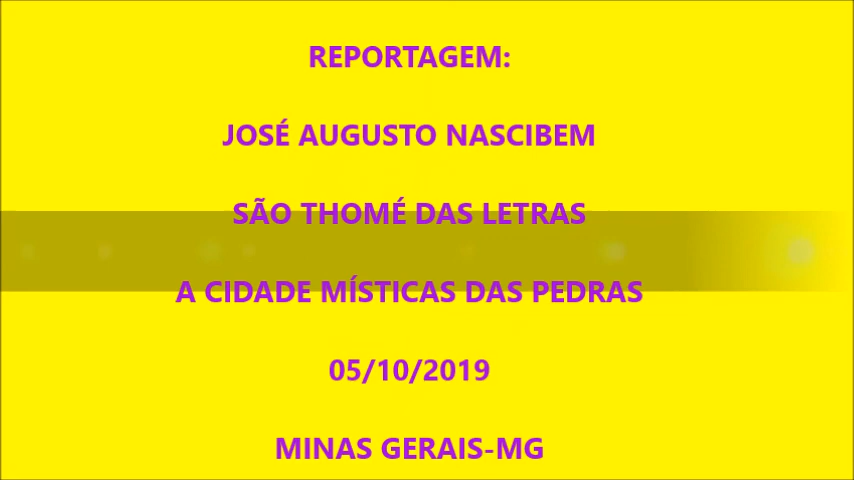 REPORTAGEM:
JOSÉ AUGUSTO NASCIBEM
SÃO THOMÉ DAS LETRAS
A CIDADE MÍSTICAS DAS PEDRAS
05/10/2019
MINAS GERAIS-MG